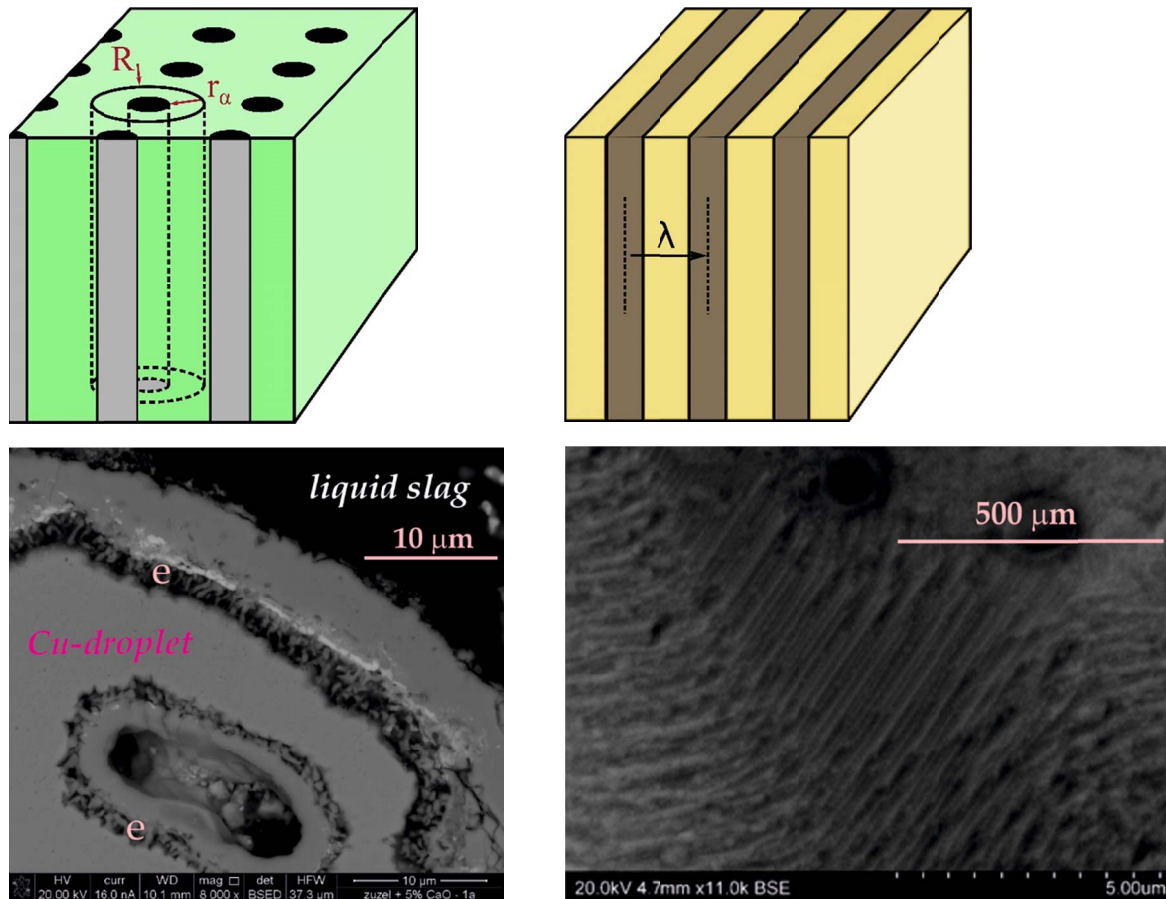 R
rα
λ
liquid slag
10 μm
e
Cu-droplet
e
HV curr WD mag □ det HFW 10 μm
20.00 kV 16.0 nA 10.1 mm 8 000 x BSED 37.3 μm zuzel + 5% CaO - 1a
500 μm
20.0kV 4.7mm x11.0k BSE 5.00um